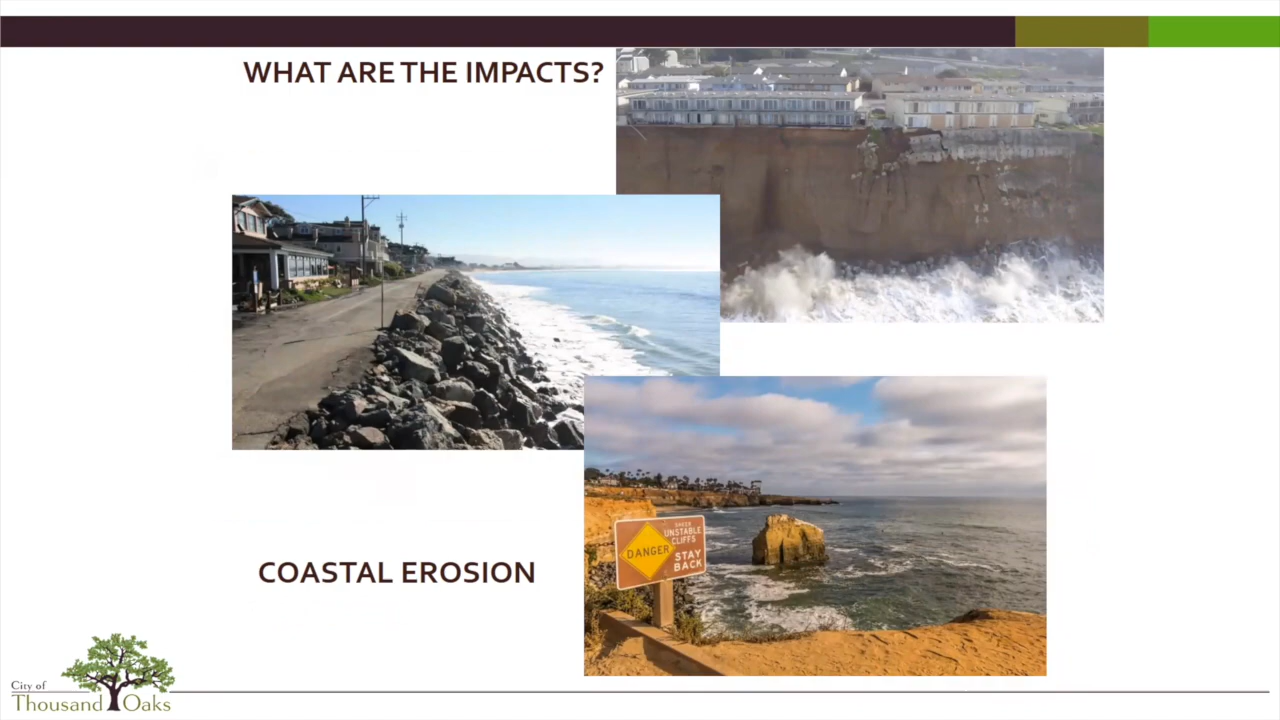 WHAT ARE THE IMPACTS?
DANGER
UNSTABLE
CLIFFS
STAY
BACK
COASTAL EROSION
City of
Thousand Oaks